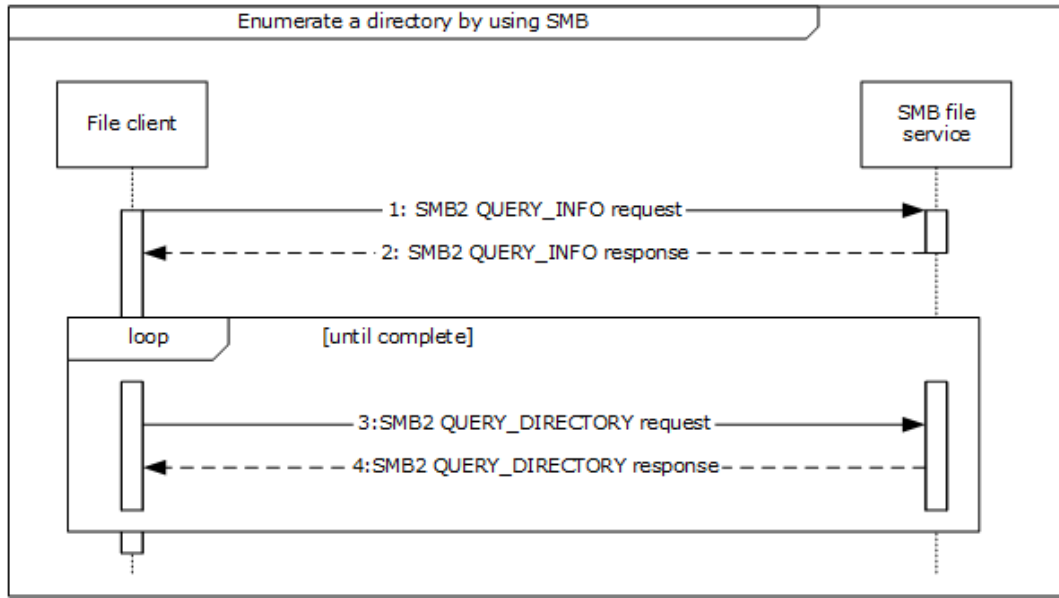 Enumerate a directory by using SMB
File client
SMB file
service
1: SMB2 QUERY_INFO request
2: SMB2 QUERY_INFO response
loop
[until complete]
3:SMB2 QUERY_DIRECTORY request
4:SMB2 QUERY_DIRECTORY response